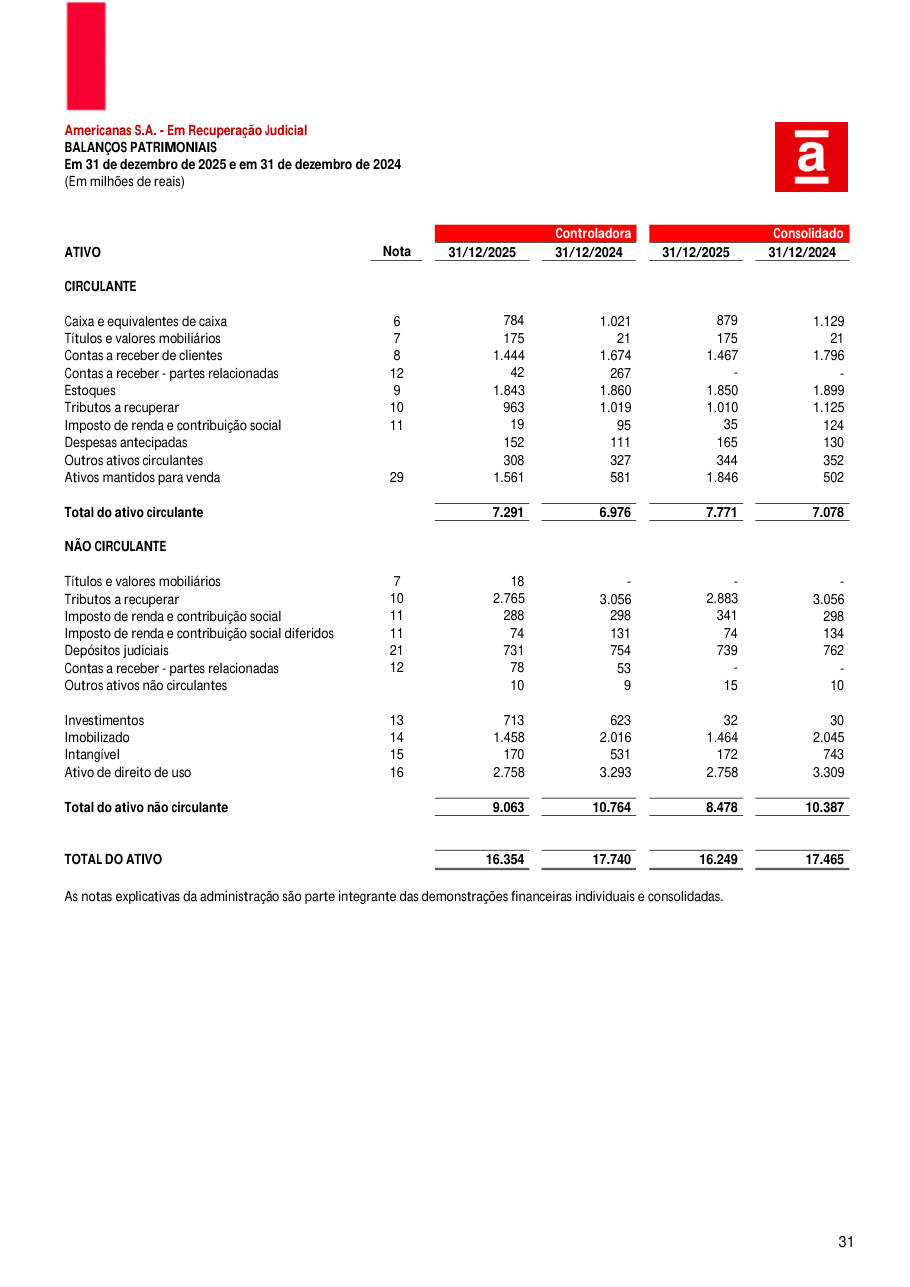 Americanas S.A. - Em Recuperação Judicial
BALANÇOS PATRIMONIAIS
Em 31 de dezembro de 2025 e em 31 de dezembro de 2024
(Em milhões de reais)
a
Controladora Consolidado
ATIVO Nota 31/12/2025 31/12/2024 31/12/2025 31/12/2024
CIRCULANTE
Caixa e equivalentes de caixa 6 784 1.021 879 1.129
Títulos e valores mobiliários 7 175 21 175 21
Contas a receber de clientes 8 1.444 1.674 1.467 1.796
Contas a receber - partes relacionadas 12 42 267 - -
Estoques 9 1.843 1.860 1.850 1.899
Tributos a recuperar 10 963 1.019 1.010 1.125
Imposto de renda e contribuição social 11 19 95 35 124
Despesas antecipadas 152 111 165 130
Outros ativos circulantes 308 327 344 352
Ativos mantidos para venda 29 1.561 581 1.846 502
Total do ativo circulante 7.291 6.976 7.771 7.078
NÃO CIRCULANTE
Títulos e valores mobiliários 7 18 - - -
Tributos a recuperar 10 2.765 3.056 2.883 3.056
Imposto de renda e contribuição social 11 288 298 341 298
Imposto de renda e contribuição social diferidos 11 74 131 74 134
Depósitos judiciais 21 731 754 739 762
Contas a receber - partes relacionadas 12 78 53 - -
Outros ativos não circulantes 10 9 15 10
Investimentos 13 713 623 32 30
Imobilizado 14 1.458 2.016 1.464 2.045
Intangível 15 170 531 172 743
Ativo de direito de uso 16 2.758 3.293 2.758 3.309
Total do ativo não circulante 9.063 10.764 8.478 10.387
TOTAL DO ATIVO 16.354 17.740 16.249 17.465
As notas explicativas da administração são parte integrante das demonstrações financeiras individuais e consolidadas.
31